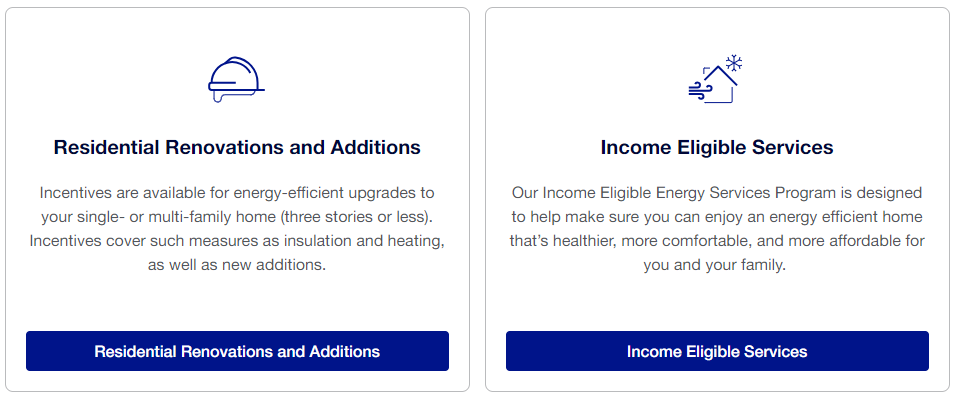 Residential Renovations and Additions
Incentives are available for energy-efficient upgrades to
your single- or multi-family home (three stories or less).
Incentives cover such measures as insulation and heating,
as well as new additions.
Residential Renovations and Additions
Income Eligible Services
Our Income Eligible Energy Services Program is designed
to help make sure you can enjoy an energy efficient home
that’s healthier, more comfortable, and more affordable for
you and your family.
Income Eligible Services